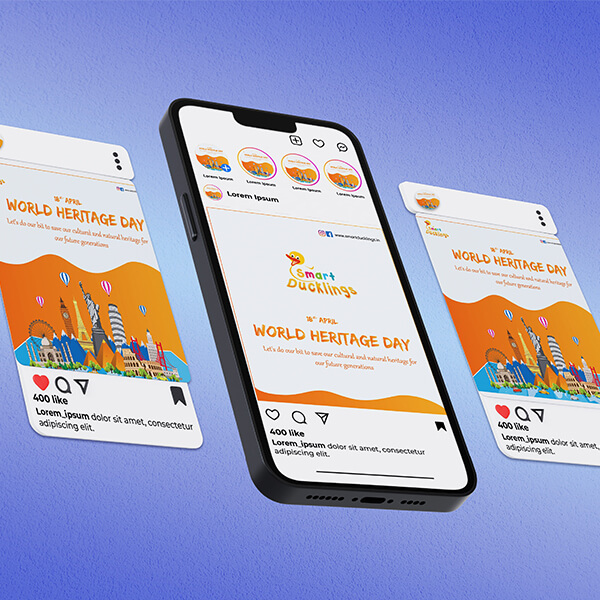 18th APRIL
WORLD HERITAGE DAY
Let's do our bit to save our cultural and natural heritage for
our future generations
400 like
Lorem_ipsum dolor sit amet, consectetur
adipiscing elit.
Lorem Ipsum
Lorem Ipsum
Lorem Ipsum
Lorem Ipsum
Lorem Ipsum
www.smartducklings.in
Smart
Ducklings
18th APRIL
WORLD HERITAGE DAY
Let's do our bit to save our cultural and natural heritage for
our future generations
400 like
Lorem_ipsum dolor sit amet, consectetur
adipiscing elit.
Smart
Ducklings
18th APRIL
WORLD HERITAGE DAY
Let's do our bit to save our cultural and natural heritage for
our future generations
400 like
Lorem_ipsum dolor sit amet, consectetur
adipiscing elit.